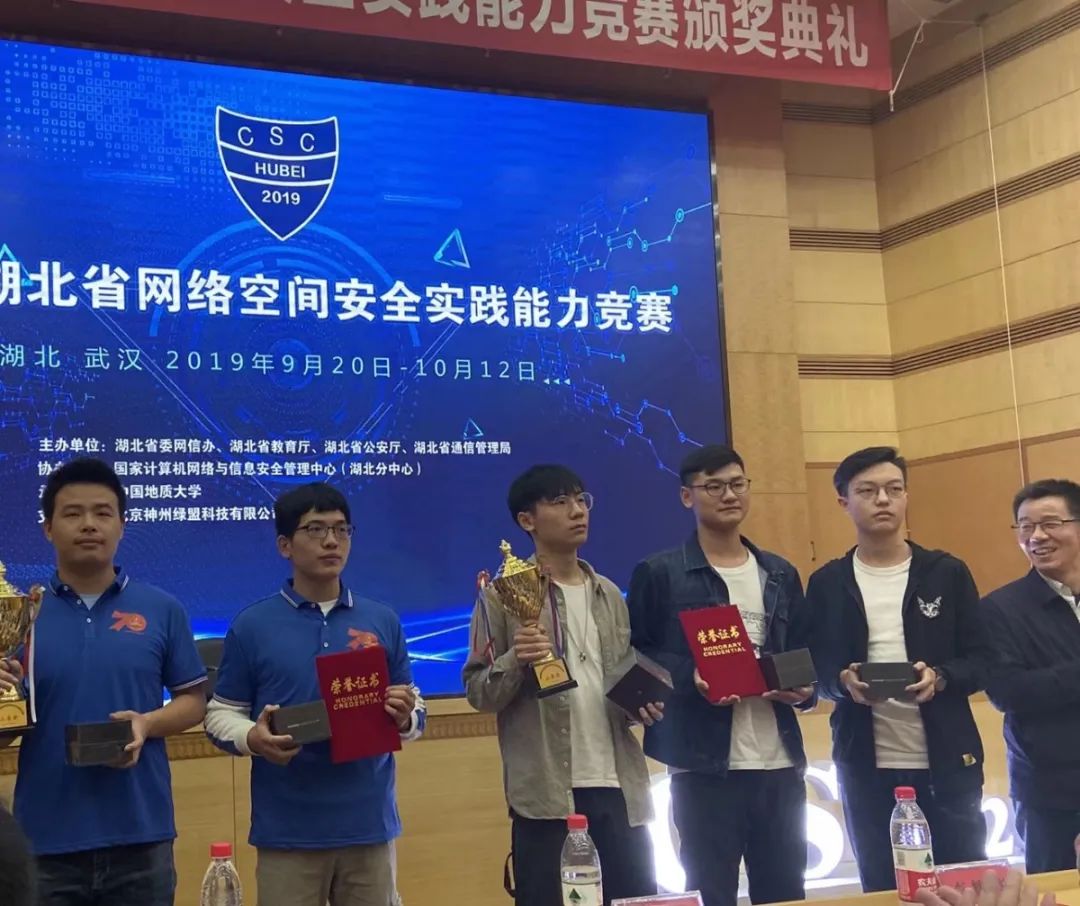 实践能力竞赛颁奖典礼
CSC
HUBEI
2019
湖北省网络空间安全实践能力竞赛
湖北 武汉 2019年9月20日-10月12日
主办单位：湖北省委网信办、湖北省教育厅、湖北省公安厅、湖北省通信管理局
国家计算机网络与信息安全管理中心（湖北分中心）
中国地质大学
北京神州绿盟科技有限公司
70
荣誉证书
HONORARY
CREDENTIAL
荣誉证书
HONORARY
CREDENTIAL